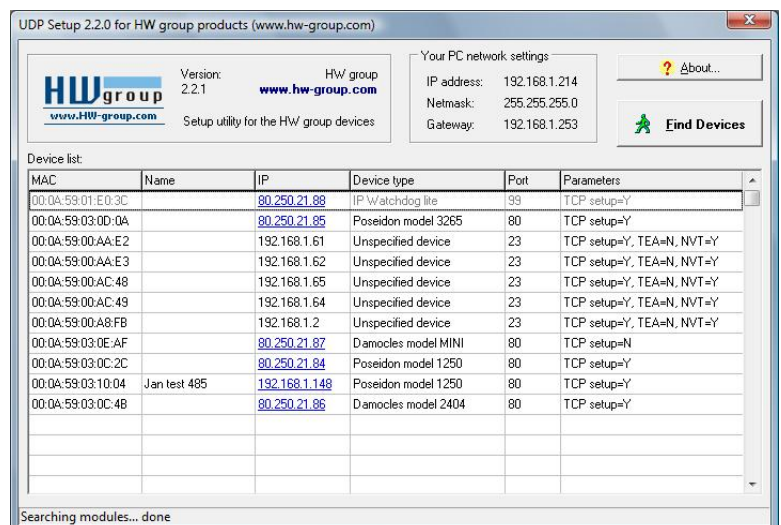 UDP Setup 2.2.0 for HW group products (www.hw-group.com)
HWgroup
www.HW-group.com
Version: HW group
2.2.1 www.hw-group.com
Setup utility for the HW group devices
Your PC network settings
IP address: 192.168.1.214
Netmask: 255.255.255.0
Gateway: 192.168.1.253
? About...
Find Devices
Device list:
MAC Name IP Device type Port Parameters
00:0A:59:01:E0:3C 80.250.21.88 IP Watchdog lite 99 TCP setup=Y
00:0A:59:03:0D:0A 80.250.21.85 Poseidon model 3265 80 TCP setup=Y
00:0A:59:00:AA:E2 192.168.1.61 Unspecified device 23 TCP setup=Y, TEA=N, NVT=Y
00:0A:59:00:AA:E3 192.168.1.62 Unspecified device 23 TCP setup=Y, TEA=N, NVT=Y
00:0A:59:00:AC:48 192.168.1.65 Unspecified device 23 TCP setup=Y, TEA=N, NVT=Y
00:0A:59:00:AC:49 192.168.1.64 Unspecified device 23 TCP setup=Y, TEA=N, NVT=Y
00:0A:59:00:A8:FB 192.168.1.2 Unspecified device 23 TCP setup=Y, TEA=N, NVT=Y
00:0A:59:03:0E:AF 80.250.21.87 Damocles model MINI 80 TCP setup=N
00:0A:59:03:0C:2C 80.250.21.84 Poseidon model 1250 80 TCP setup=Y
00:0A:59:03:10:04 Jan test 485 192.168.1.148 Poseidon model 1250 80 TCP setup=Y
00:0A:59:03:0C:4B 80.250.21.86 Damocles model 2404 80 TCP setup=Y
Searching modules... done